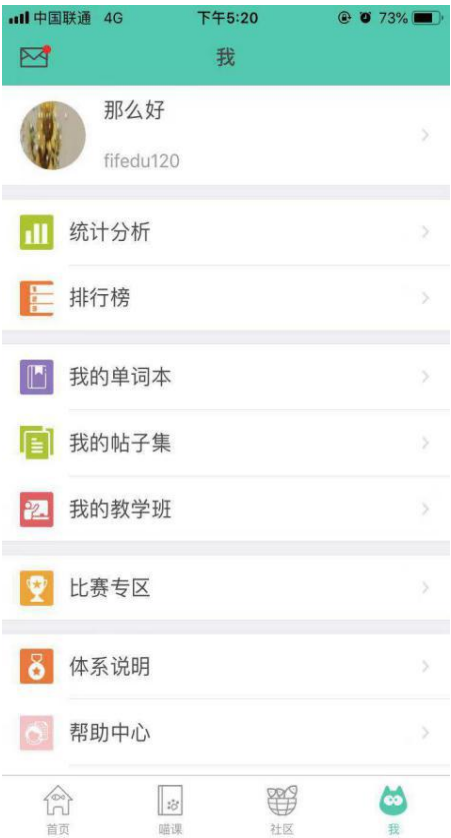 中国联通 4G 下午5:20 73%
我
那么好
fifedu120
统计分析
排行榜
我的单词本
我的帖子集
我的教学班
比赛专区
体系说明
帮助中心
首页 喵课 社区 我